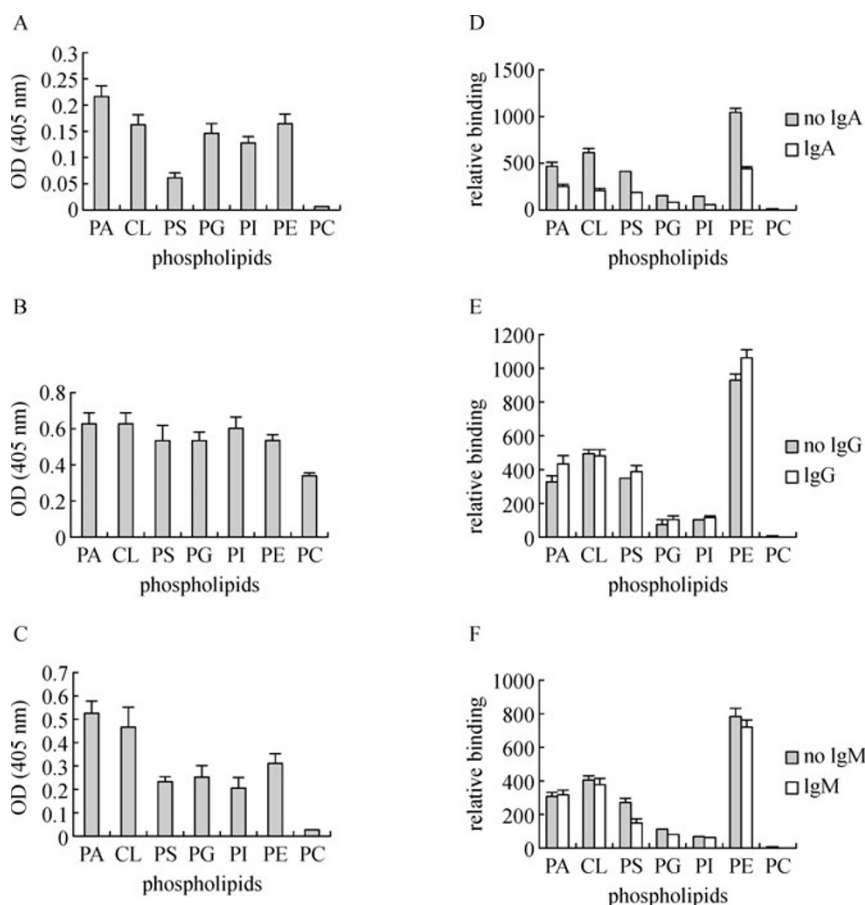 A
0.3
0.25
0.2
0.15
0.15
0.05
0
OD (405 nm)
PA CL PS PG PI PE PC
phospholipids
B
0.8
0.6
0.4
0.2
0
OD (405 nm)
PA CL PS PG PI PE PC
phospholipids
C
0.7
0.6
0.5
0.4
0.3
0.2
0.1
0
OD (405 nm)
PA CL PS PG PI PE PC
phospholipids
D
1500
1000
500
0
relative binding
PA CL PS PG PI PE PC
phospholipids
no IgA
IgA
E
1200
1000
800
600
400
200
0
relative binding
PA CL PS PG PI PE PC
phospholipids
no IgG
IgG
F
1000
800
600
400
200
0
relative binding
PA CL PS PG PI PE PC
phospholipids
no IgM
IgM